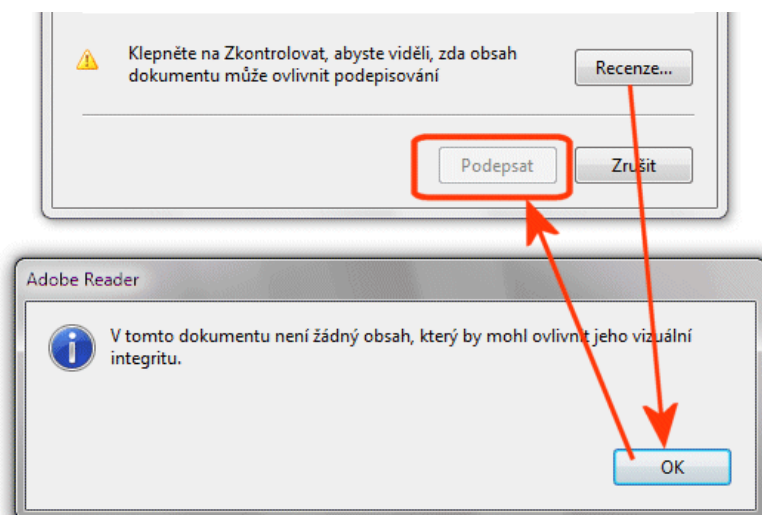 Klepněte na Zkontrolovat, abyste viděli, zda obsah
dokumentu může ovlivnit podepisování
Recenze...
Podepsat
Zrušit
Adobe Reader
V tomto dokumentu není žádný obsah, který by mohl ovlivnit jeho vizuální
integritu.
OK